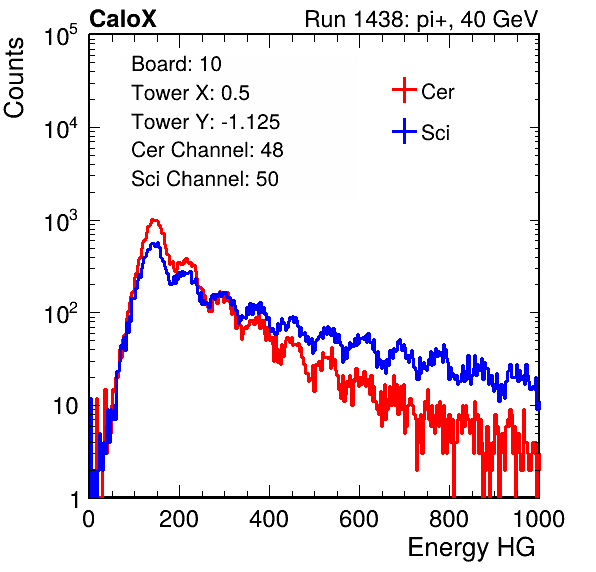 CaloX
Run 1438: pi+, 40 GeV
Counts
10^5
10^4
10^3
10^2
10
1
Board: 10
Tower X: 0.5
Tower Y: -1.125
Cer Channel: 48
Sci Channel: 50
Cer
Sci
0 200 400 600 800 1000
Energy HG